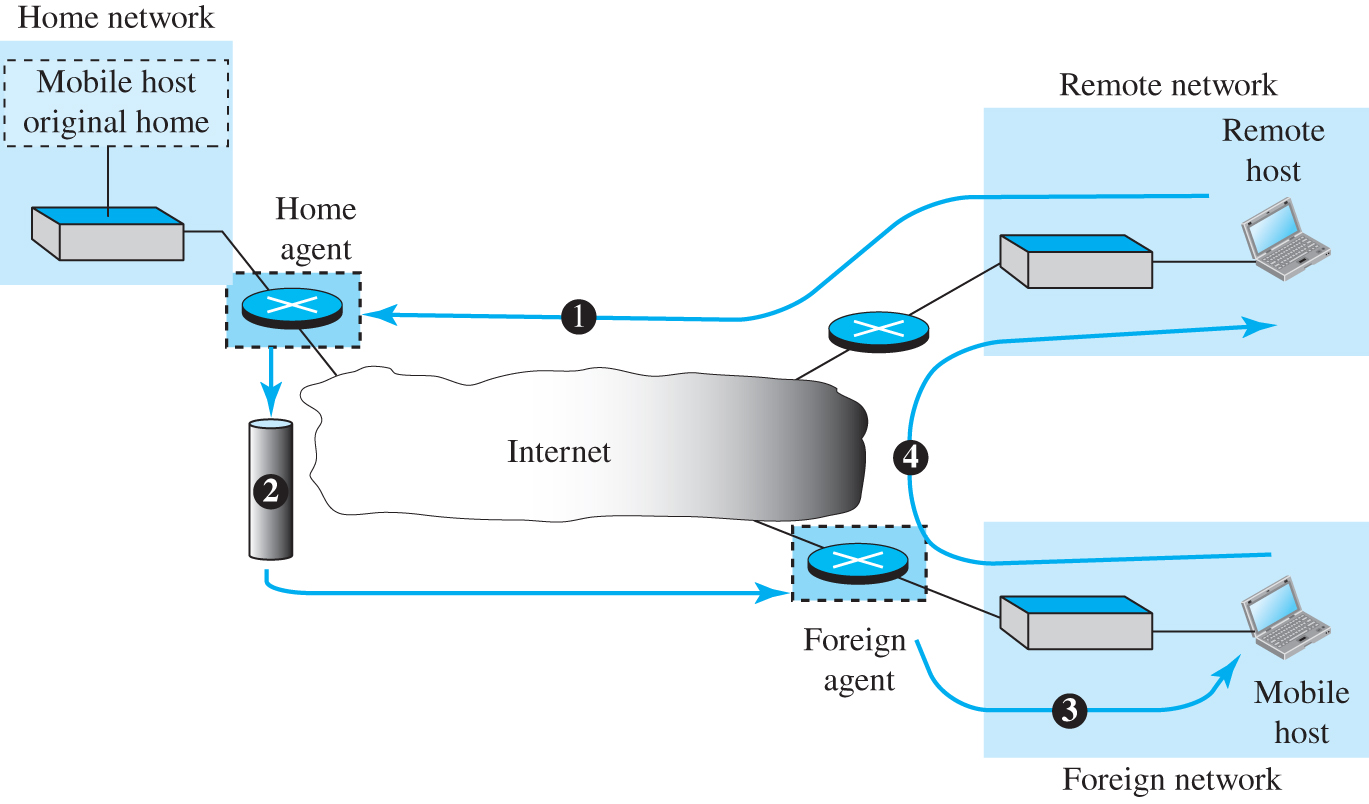 Home network
Mobile host
original home
Home
agent
Remote network
Remote
host
1
Internet
2
4
Foreign
agent
3
Mobile
host
Foreign network